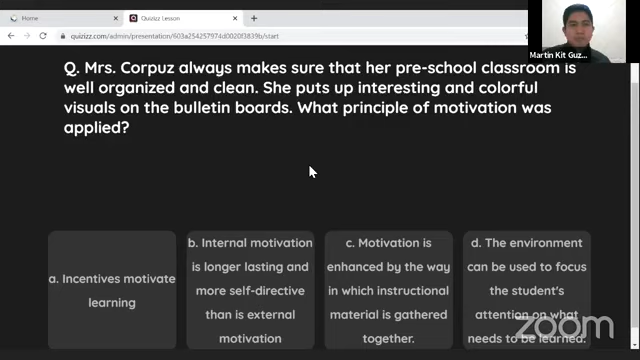 Home
Quizizz Lesson
quizizz.com/admin/presentation/603a254257974d0020f3839b/start
Martin Kit Guz...
Q. Mrs. Corpuz always makes sure that her pre-school classroom is
well organized and clean. She puts up interesting and colorful
visuals on the bulletin boards. What principle of motivation was
applied?
a. Incentives motivate
learning
b. Internal motivation
is longer lasting and
more self-directive
than is external
motivation
c. Motivation is
enhanced by the way
in which instructional
material is gathered
together.
d. The environment
can be used to focus
the student's
attention on what
needs to be learned.
zoom